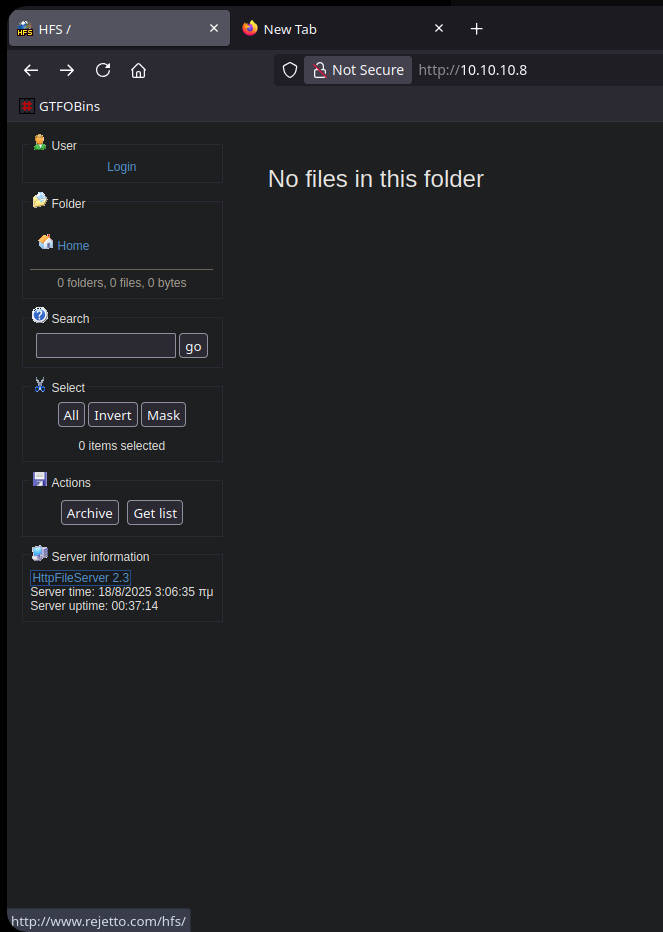 HFS /
New Tab
Not Secure http://10.10.10.8
GTFOBins
User
Login
Folder
Home
0 folders, 0 files, 0 bytes
Search
go
Select
All Invert Mask
0 items selected
Actions
Archive Get list
Server information
HttpFileServer 2.3
Server time: 18/8/2025 3:06:35 πμ
Server uptime: 00:37:14
No files in this folder
http://www.rejetto.com/hfs/